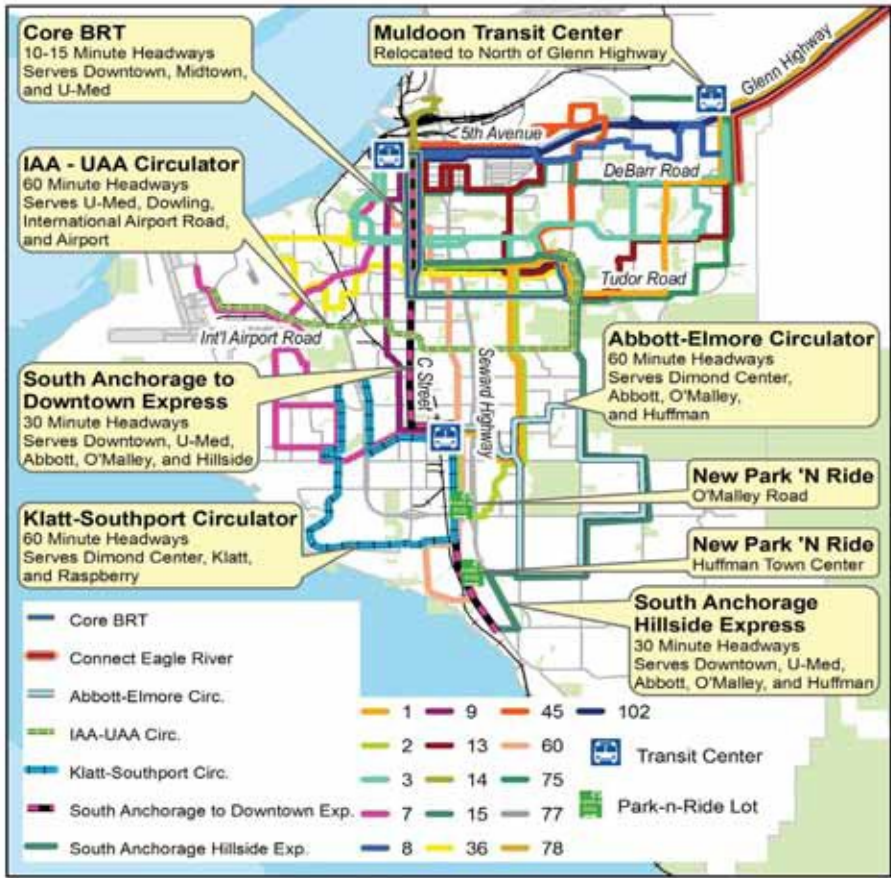 Core BRT
10-15 Minute Headways
Serves Downtown, Midtown,
and U-Med
Muldoon Transit Center
Relocated to North of Glenn Highway
Glenn Highway
< 5th Avenue
DeBarr Road
IAA - UAA Circulator
60 Minute Headways
Serves U-Med, Dowling,
International Airport Road,
and Airport
Tudor Road
Int'l Airport Road
Abbott-Elmore Circulator
60 Minute Headways
Serves Dimond Center,
Abbott, O'Malley,
and Huffman
South Anchorage to
Downtown Express
30 Minute Headways
Serves Downtown, U-Med,
Abbott, O'Malley, and Hillside
C Street
Seward Highway
New Park 'N Ride
O'Malley Road
Klatt-Southport Circulator
60 Minute Headways
Serves Dimond Center, Klatt,
and Raspberry
New Park 'N Ride
Huffman Town Center
South Anchorage
Hillside Express
30 Minute Headways
Serves Downtown, U-Med,
Abbott, O'Malley, and Huffman
Core BRT
Connect Eagle River
Abbott-Elmore Circ.
IAA-UAA Circ.
Klatt-Southport Circ.
South Anchorage to Downtown Exp.
South Anchorage Hillside Exp.
1 9 45 102
2 13 60
3 14 75
7 15 77
8 36 78
Transit Center
Park-n-Ride Lot